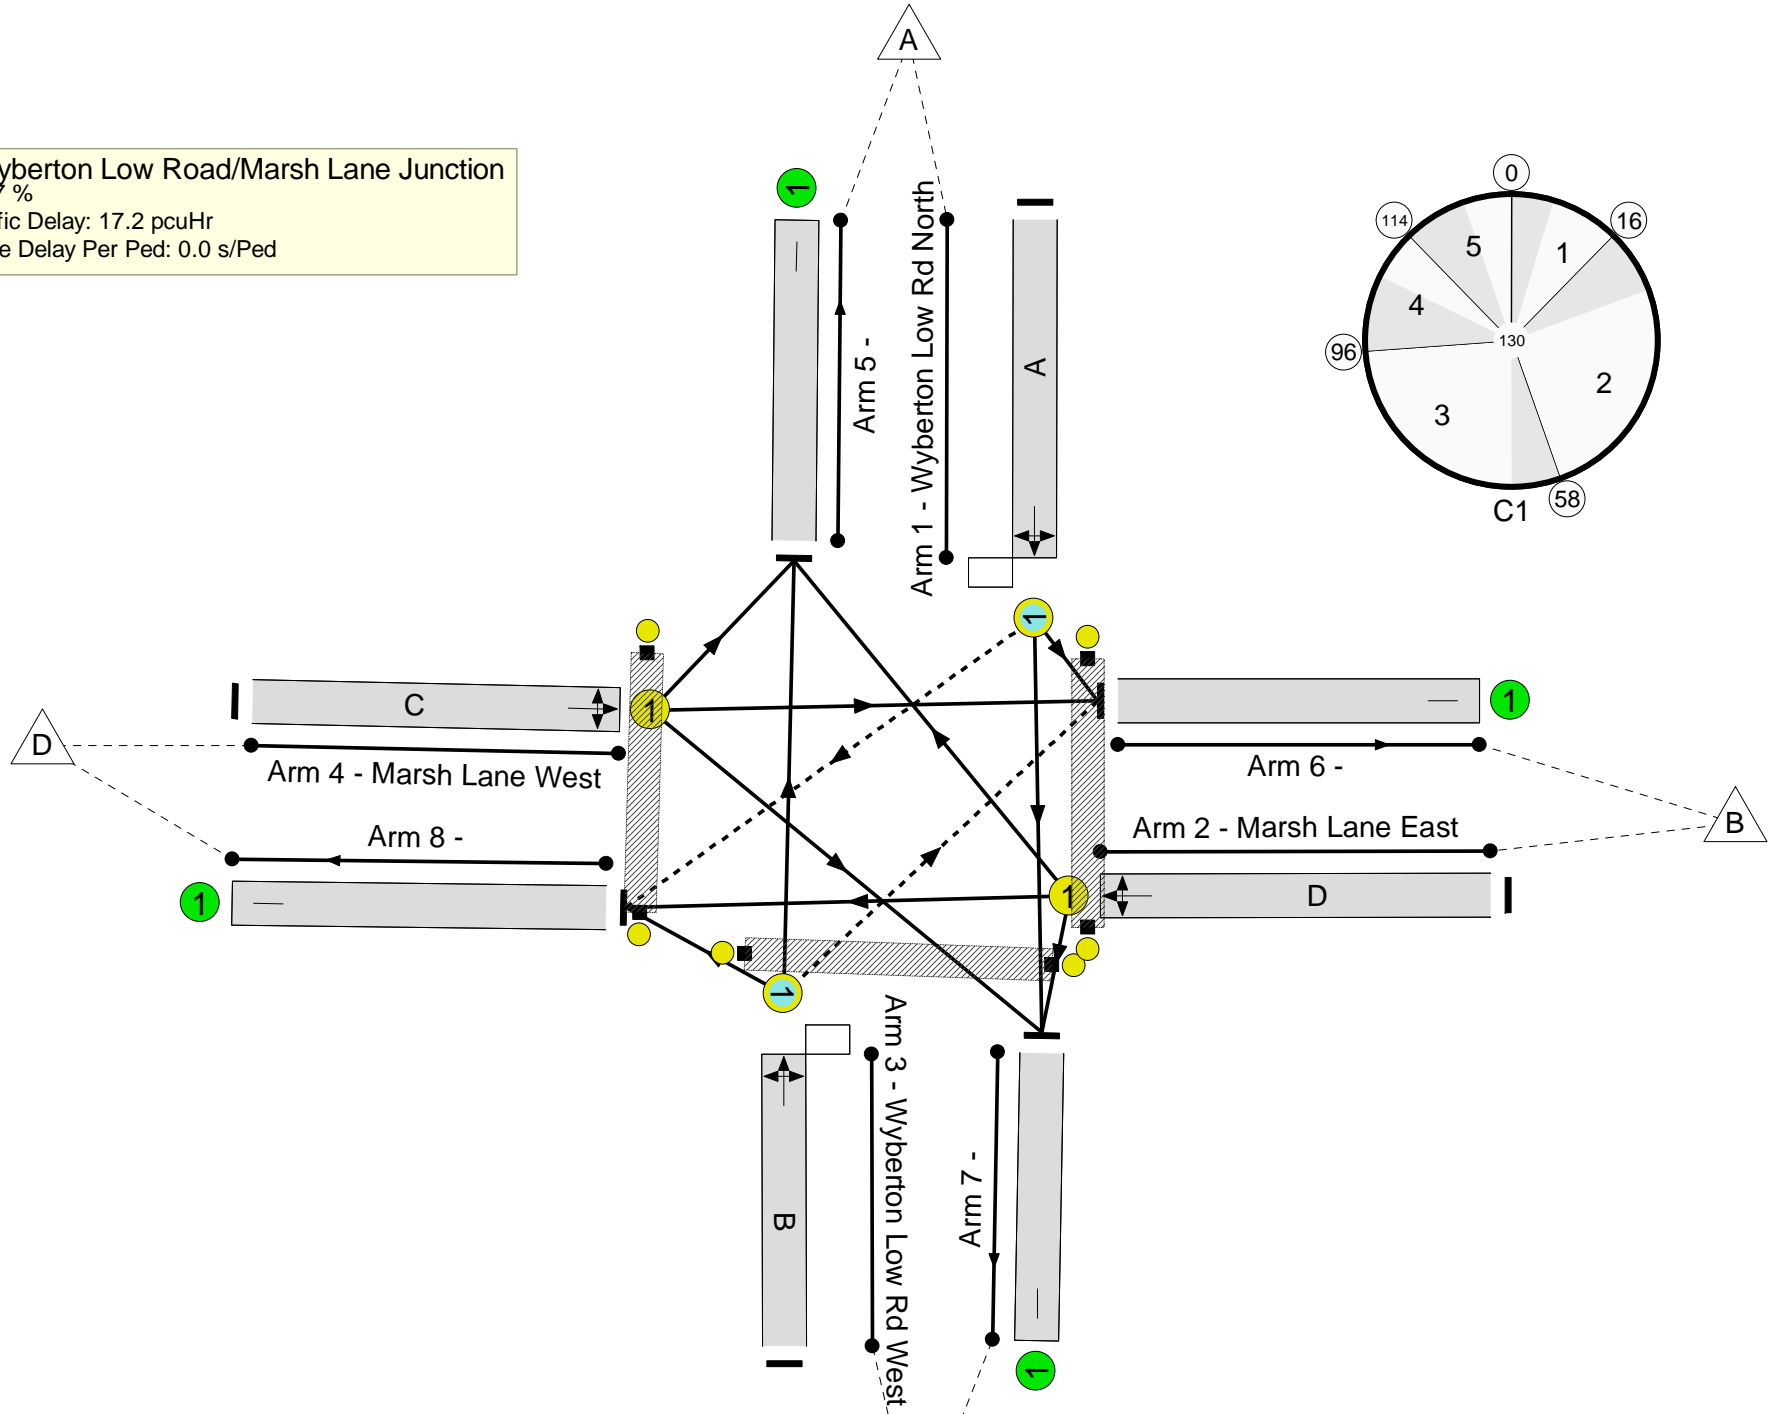 A
yberton Low Road/Marsh Lane Junction
7 %
fic Delay: 17.2 pcuHr
e Delay Per Ped: 0.0 s/Ped
1
Arm 5 -
Arm 1 - Wyberton Low Rd North
A
0
16
58
96
114
1
2
3
4
5
130
C1
1
C
1
D
Arm 4 - Marsh Lane West
Arm 8 -
1
1
Arm 6 -
Arm 2 - Marsh Lane East
B
1
D
1
B
Arm 3 - Wyberton Low Rd West
Arm 7 -
1